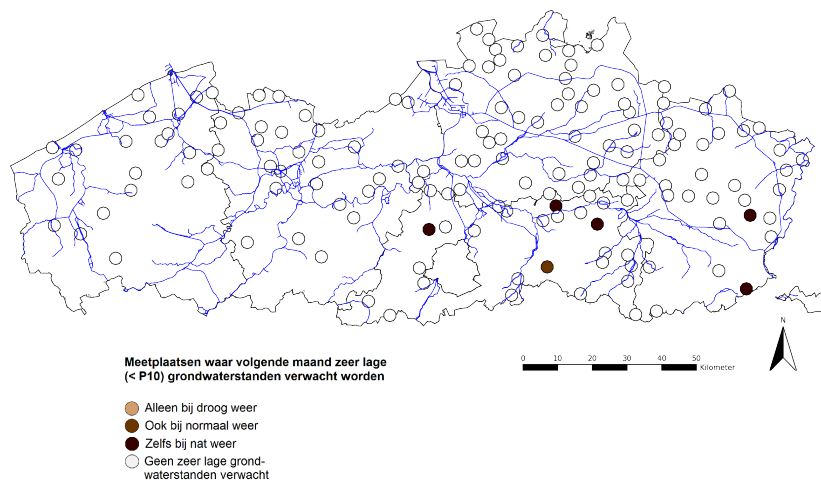 N
0 10 20 30 40 50
Kilometer
Meetplaatsen waar volgende maand zeer lage
(< P10) grondwaterstanden verwacht worden
Alleen bij droog weer
Ook bij normaal weer
Zelfs bij nat weer
Geen zeer lage grond-
waterstanden verwacht